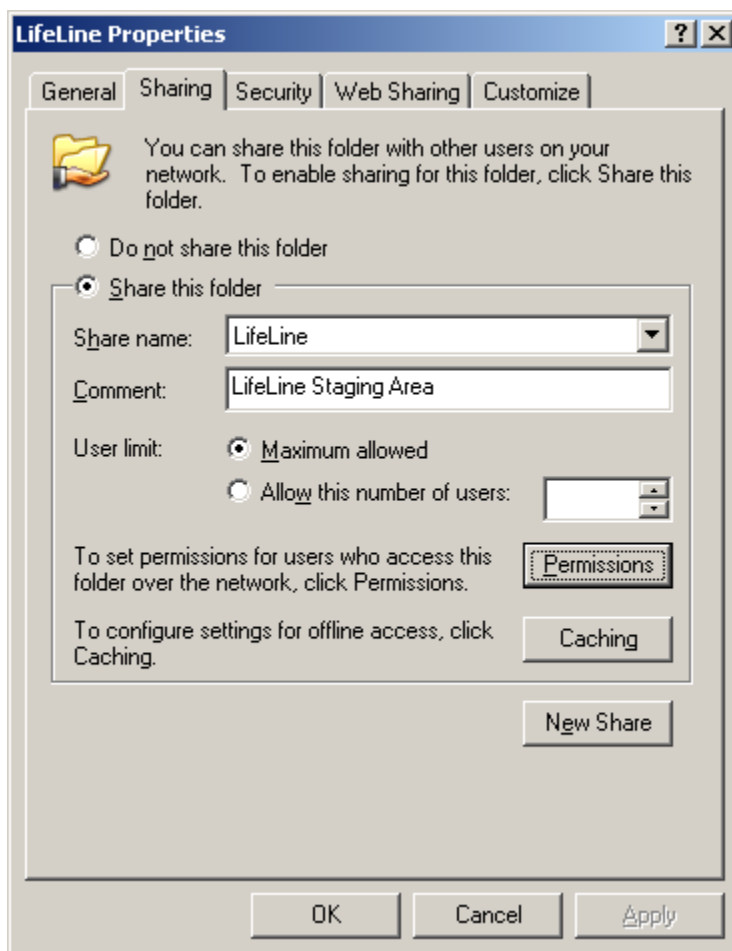 LifeLine Properties
?
General Sharing Security Web Sharing Customize
You can share this folder with other users on your
network. To enable sharing for this folder, click Share this
folder.
Do not share this folder
Share this folder
Share name: LifeLine
Comment: LifeLine Staging Area
User limit: Maximum allowed
Allow this number of users:
To set permissions for users who access this
folder over the network, click Permissions.
Permissions
To configure settings for offline access, click
Caching.
Caching
New Share
OK Cancel Apply